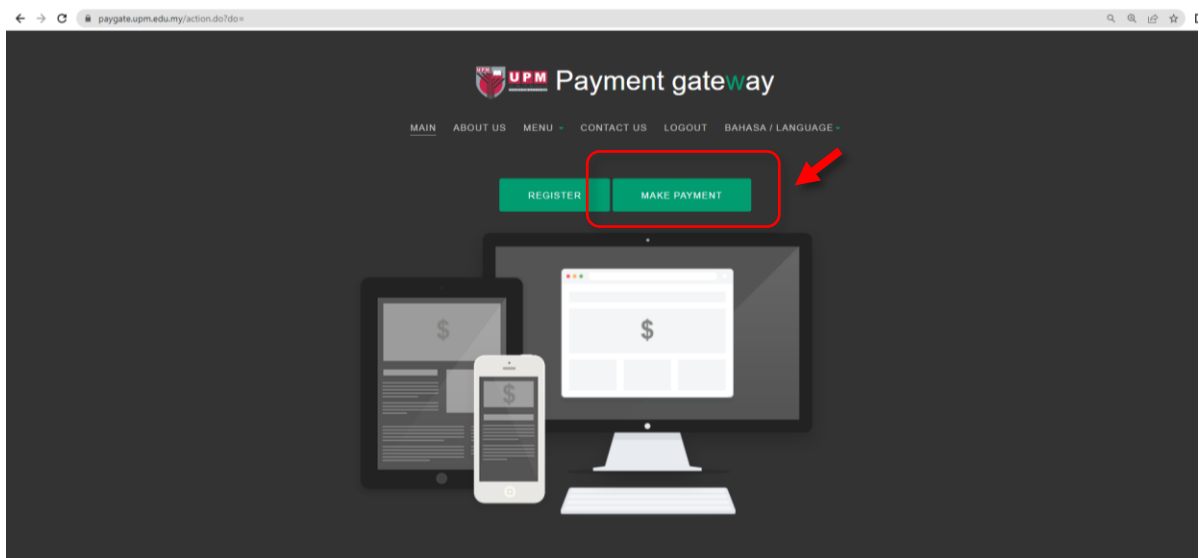 paygate.upm.edu.my/action.do?do=
UPM Payment gateway
MAIN ABOUT US MENU CONTACT US LOGOUT BAHASA / LANGUAGE
REGISTER MAKE PAYMENT
$
$
$